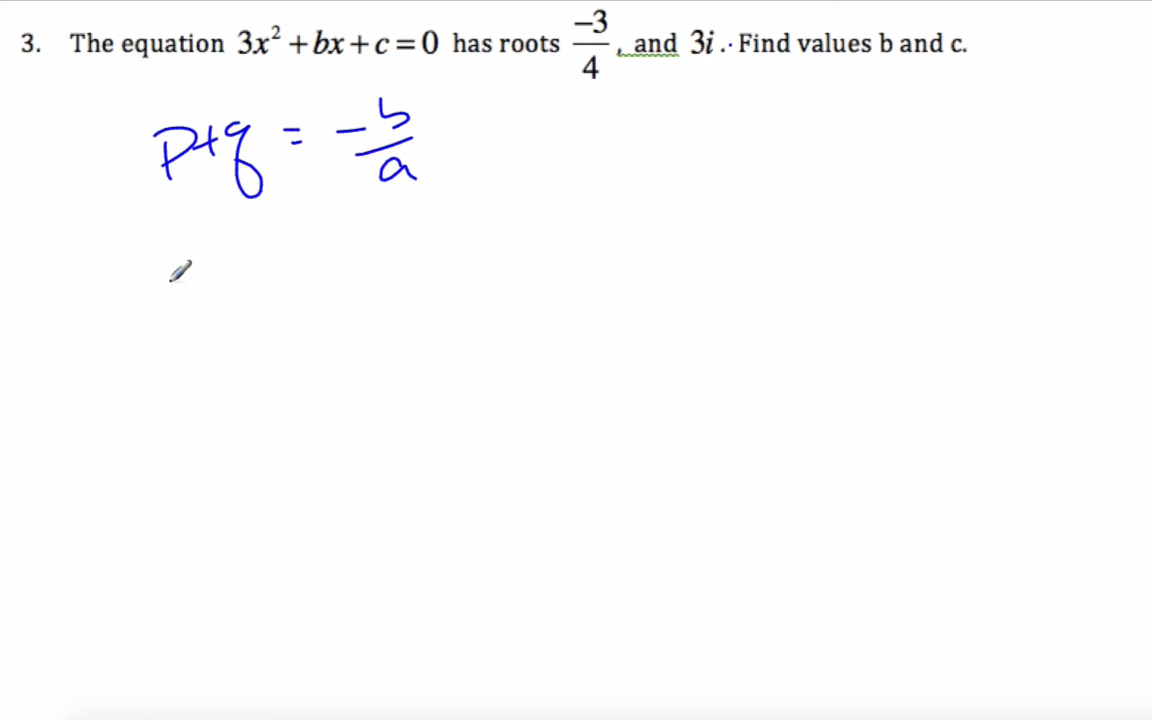 3. The equation 3x² + bx + c = 0 has roots -3/4, and 3i .. Find values b and c.
p+q = -b/a